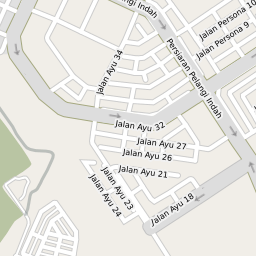 Jalan Persona 10
Jalan Persona 9
Persiaran Pelangi Indah
Indah
Jalan Ayu 34
Jalan Ayu 32
Jalan Ayu 27
Jalan Ayu 26
Jalan Ayu 21
Jalan Ayu 23
Jalan Ayu 24
Jalan Ayu 18